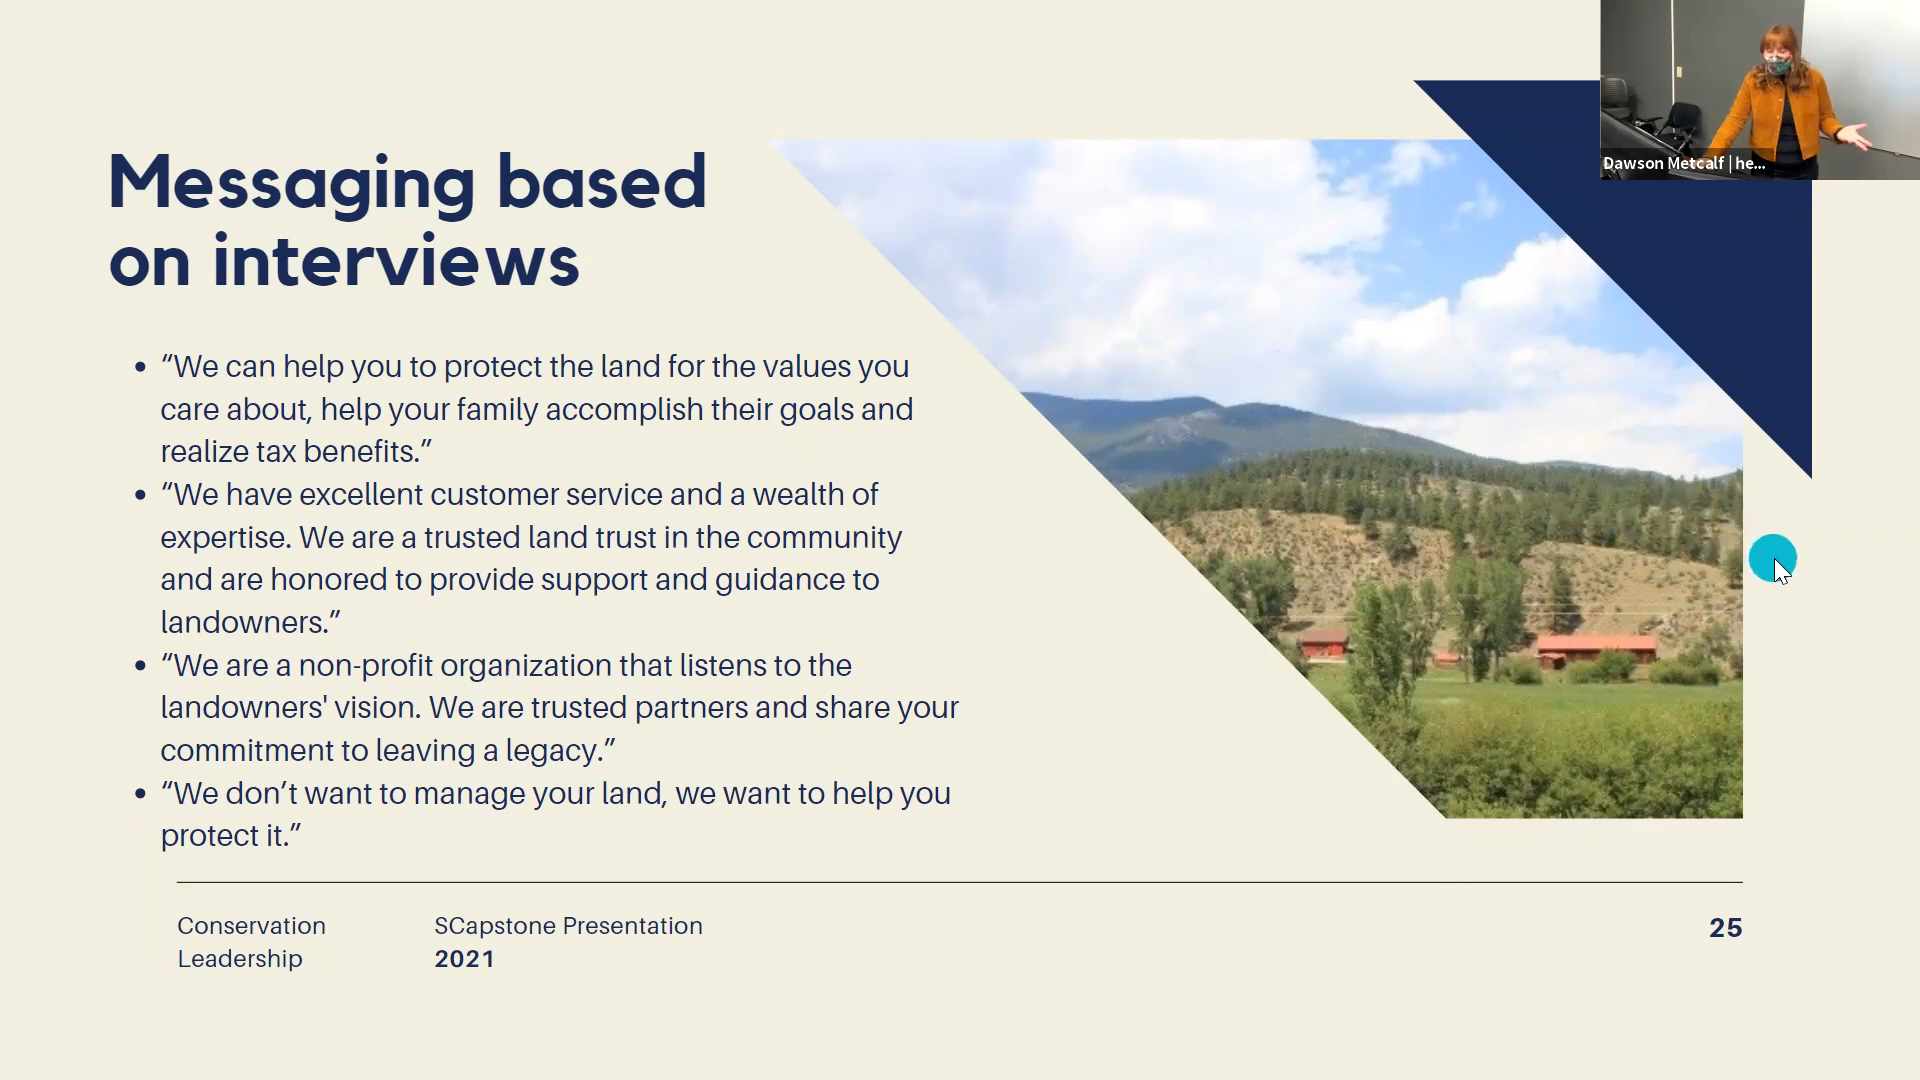 Dawson Metcalf | he...
Messaging based
on interviews
• “We can help you to protect the land for the values you
care about, help your family accomplish their goals and
realize tax benefits.”
• “We have excellent customer service and a wealth of
expertise. We are a trusted land trust in the community
and are honored to provide support and guidance to
landowners.”
• “We are a non-profit organization that listens to the
landowners' vision. We are trusted partners and share your
commitment to leaving a legacy.”
• “We don’t want to manage your land, we want to help you
protect it.”
Conservation
Leadership
SCapstone Presentation
2021
25